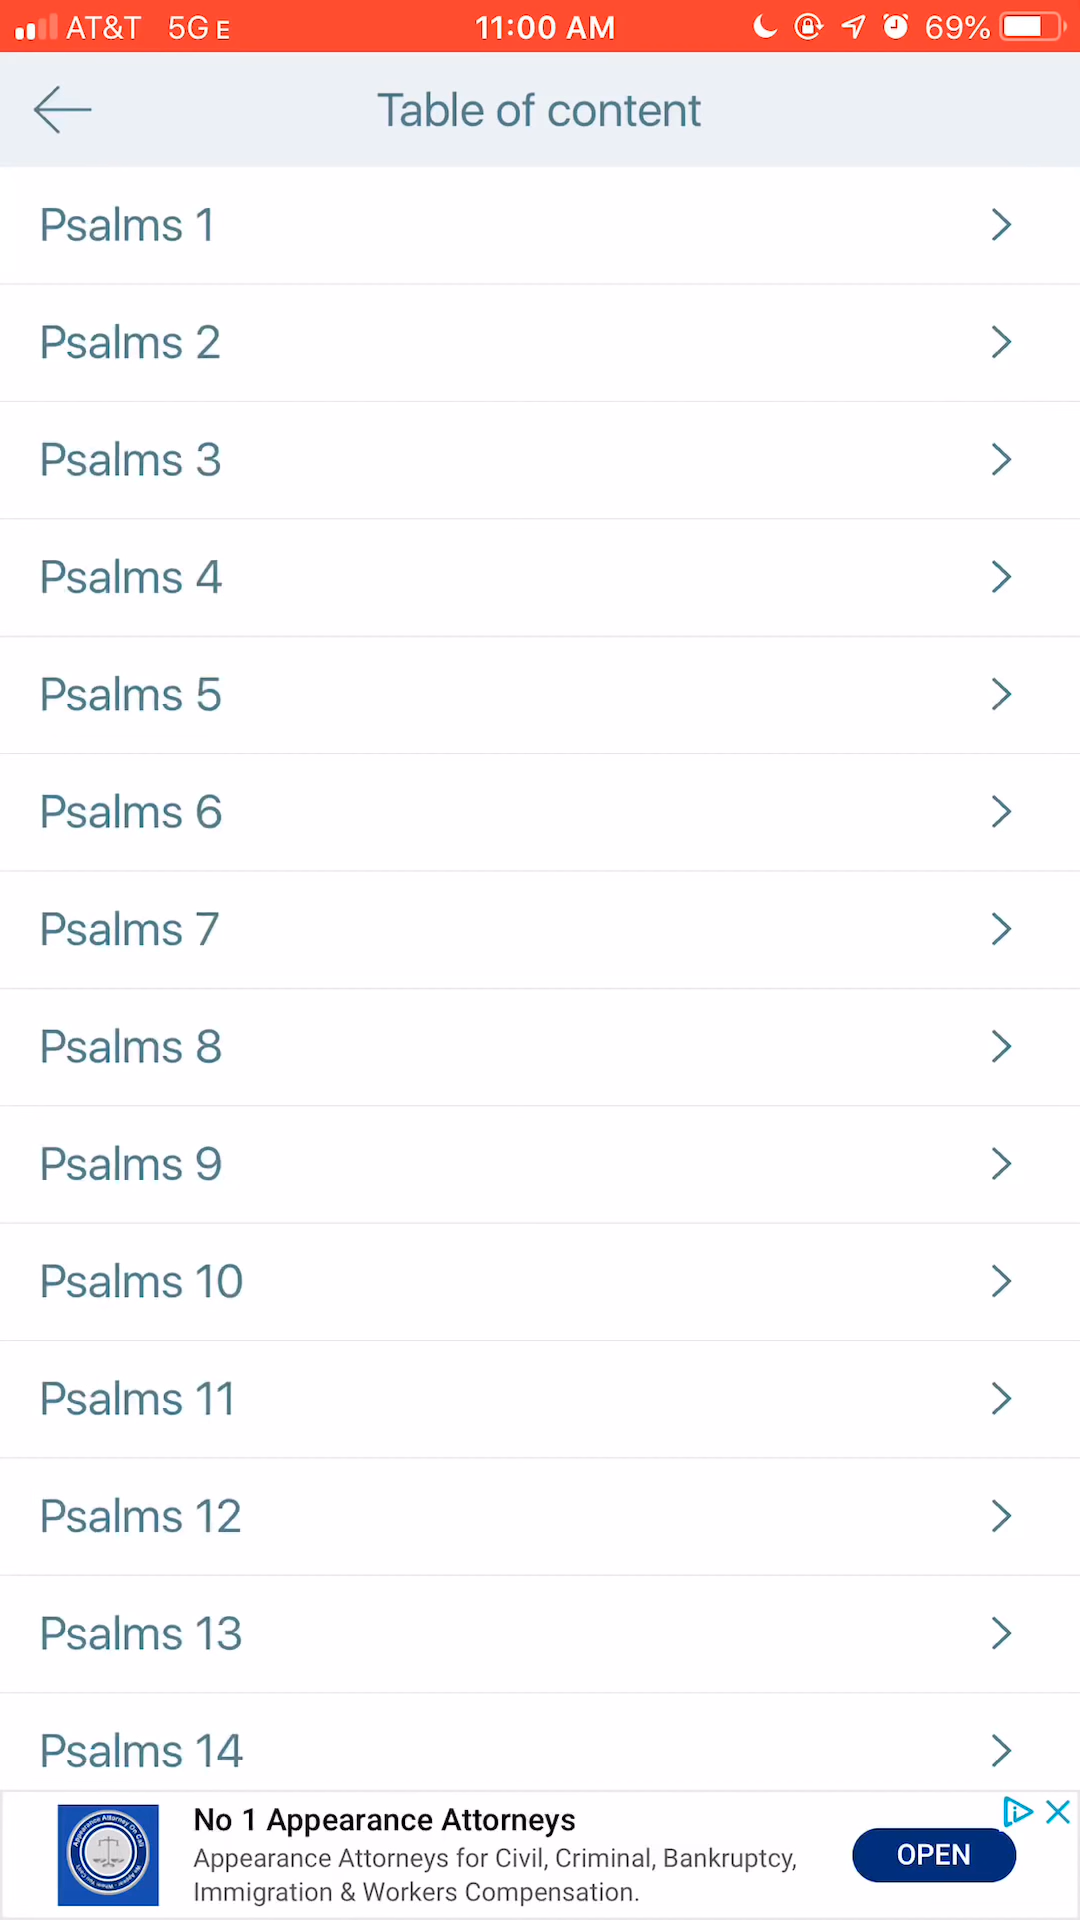 AT&T 5G E 11:00 AM 69%
Table of content
Psalms 1
Psalms 2
Psalms 3
Psalms 4
Psalms 5
Psalms 6
Psalms 7
Psalms 8
Psalms 9
Psalms 10
Psalms 11
Psalms 12
Psalms 13
Psalms 14
No 1 Appearance Attorneys
Appearance Attorneys for Civil, Criminal, Bankruptcy,
Immigration & Workers Compensation.
OPEN